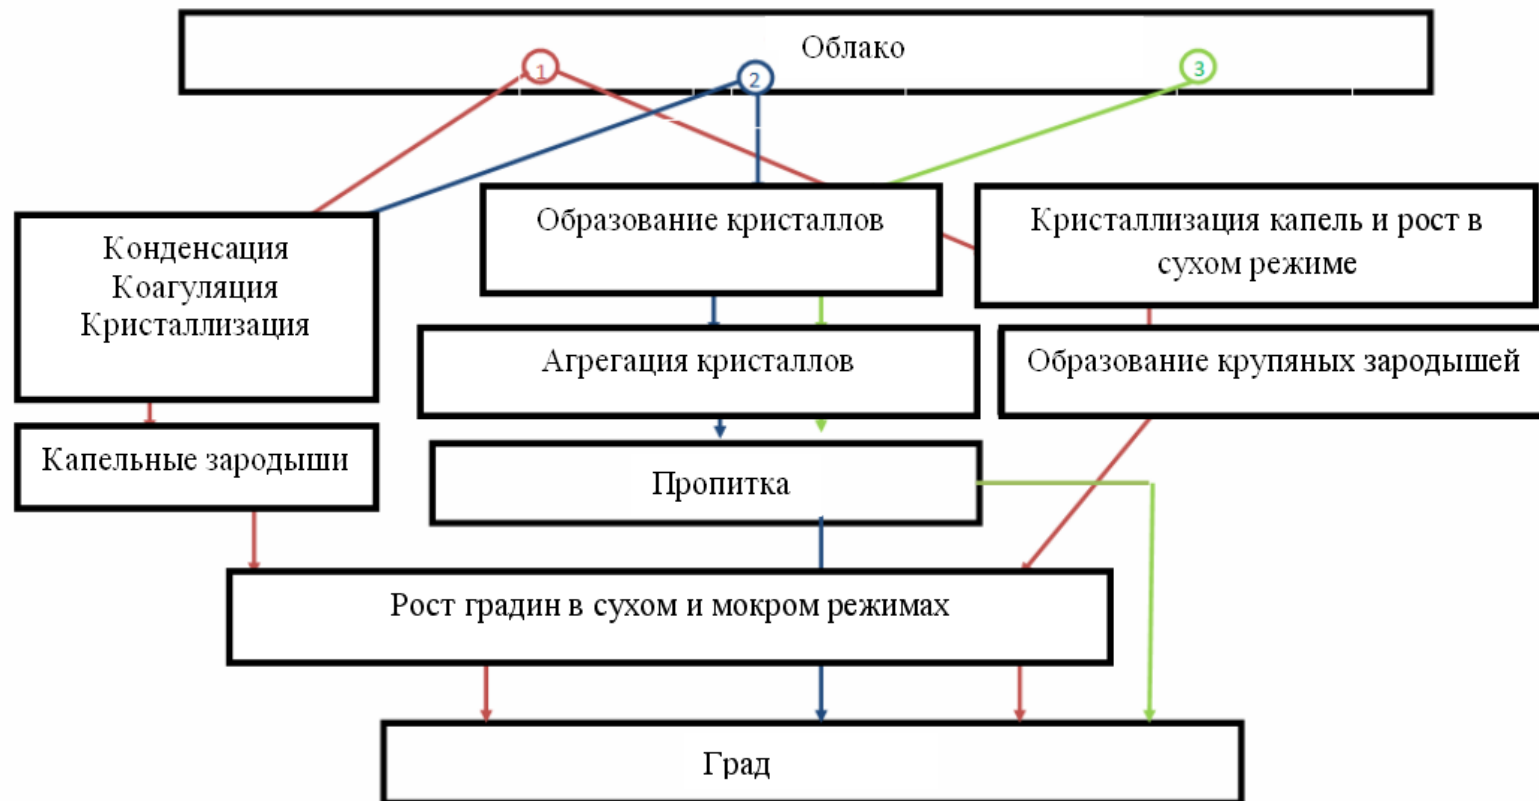 Облако
1
2
3
Конденсация
Коагуляция
Кристаллизация
Образование кристаллов
Кристаллизация капель и рост в
сухом режиме
Агрегация кристаллов
Образование крупяных зародышей
Капельные зародыши
Пропитка
Рост градин в сухом и мокром режимах
Град